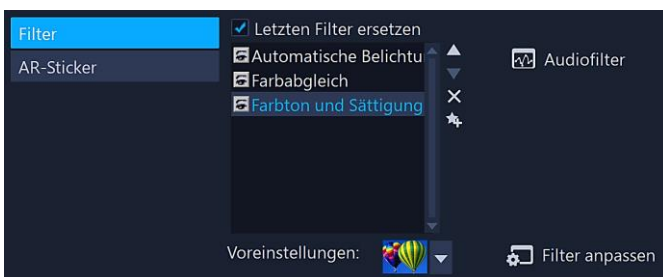 Filter
AR-Sticker
Letzten Filter ersetzen
Automatische Belichtu
Farbabgleich
Farbton und Sättigung
Audiofilter
Voreinstellungen:
Filter anpassen